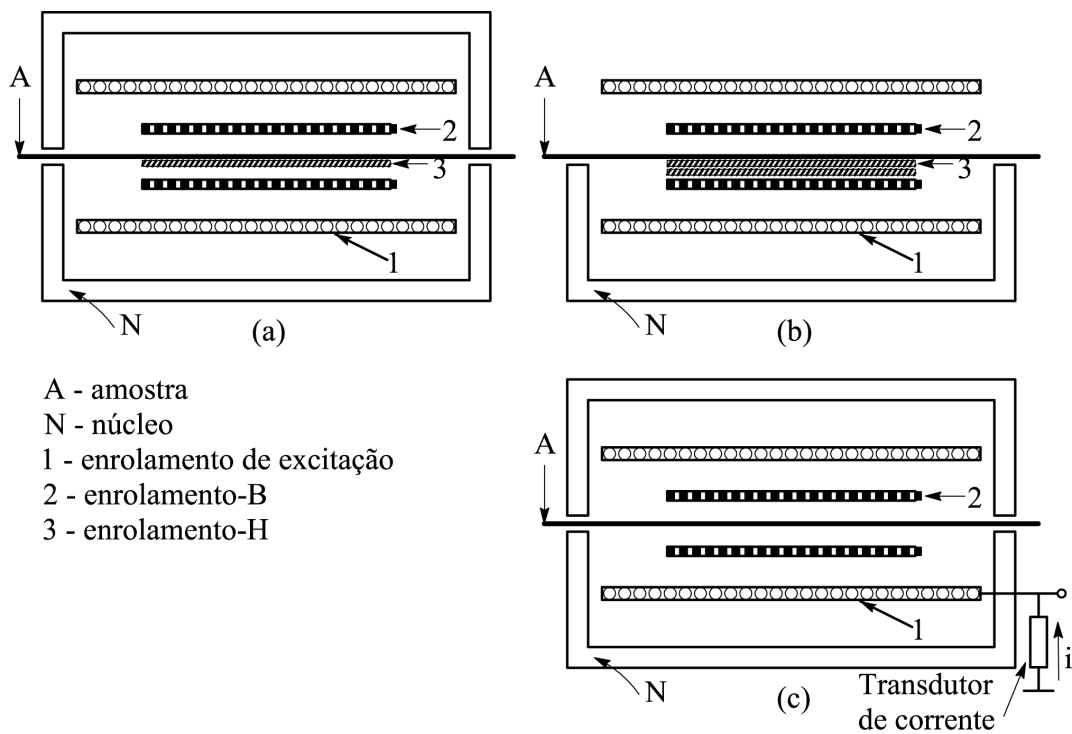 A
2
3
1
N
(a)
A
2
3
1
N
(b)
A - amostra
N - núcleo
1 - enrolamento de excitação
2 - enrolamento-B
3 - enrolamento-H
A
2
1
N
(c)
i
Transdutor
de corrente